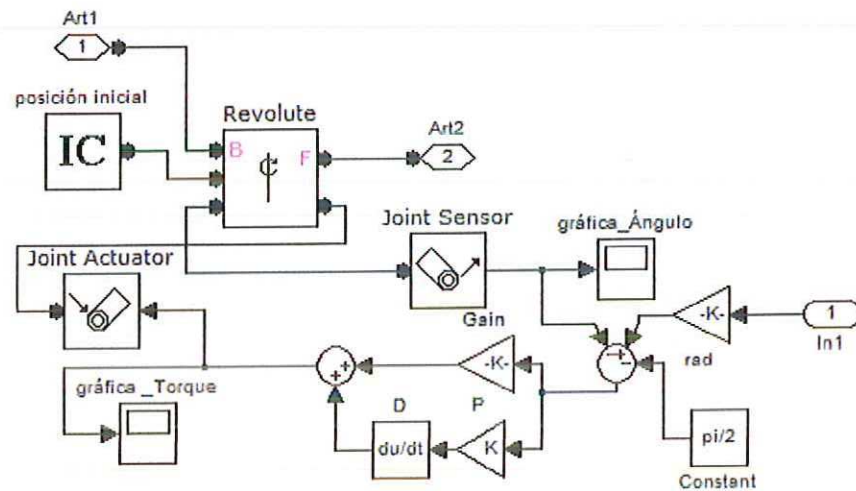 Art1
1
posición inicial
IC
Revolute
B
F
Art2
2
Joint Sensor
gráfica_Ángulo
Joint Actuator
Gain
-K-
1
In1
rad
-K-
gráfica _Torque
D
P
du/dt
K
pi/2
Constant